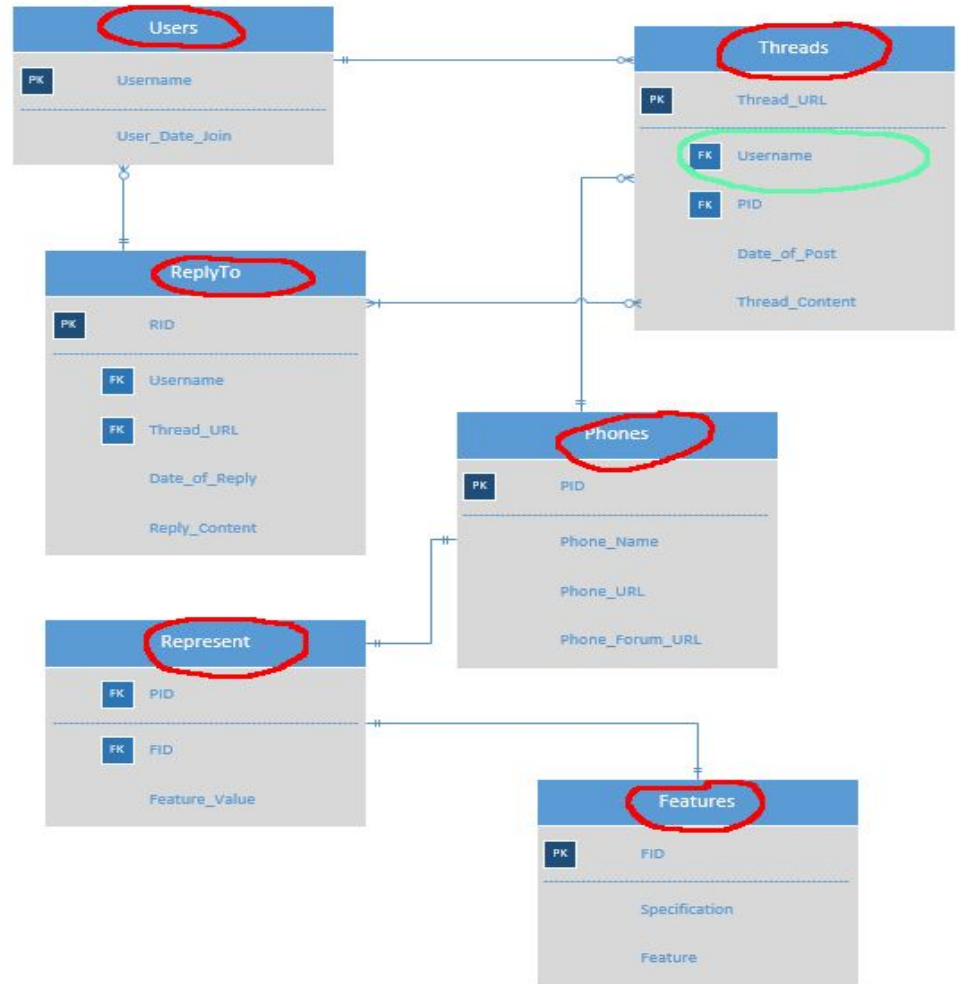 Users
PK Username
User_Date_Join
Threads
PK Thread_URL
FK Username
FK PID
Date_of_Post
Thread_Content
ReplyTo
PK RID
FK Username
FK Thread_URL
Date_of_Reply
Reply_Content
Phones
PK PID
Phone_Name
Phone_URL
Phone_Forum_URL
Represent
FK PID
FK FID
Feature_Value
Features
PK FID
Specification
Feature